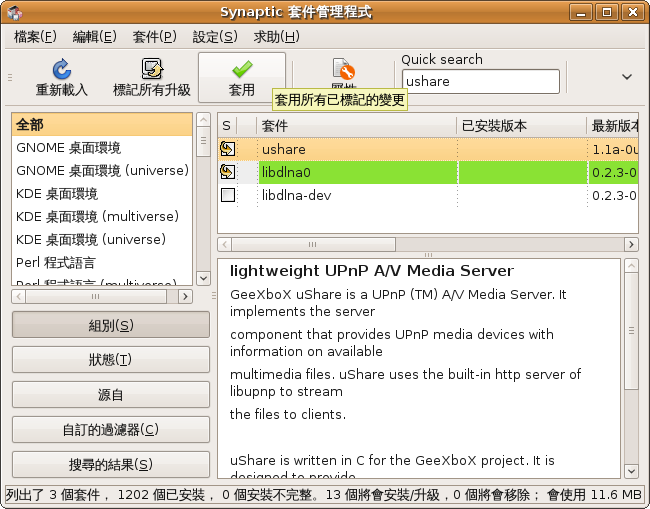 Synaptic 套件管理程式
檔案(F) 編輯(E) 套件(P) 設定(S) 求助(H)
Quick search
重新載入 標記所有升級 套用 ushare
套用所有已標記的變更
全部
GNOME 桌面環境
GNOME 桌面環境 (universe)
KDE 桌面環境
KDE 桌面環境 (multiverse)
KDE 桌面環境 (universe)
Perl 程式語言
Perl 程式語言 (multiverse)
組別(S)
狀態(T)
源自
自訂的過濾器(C)
搜尋的結果(S)
S 套件 已安裝版本 最新版本
ushare 1.1a-0u
libdlna0 0.2.3-0
libdlna-dev 0.2.3-0
lightweight UPnP A/V Media Server
GeeXboX uShare is a UPnP (TM) A/V Media Server. It
implements the server
component that provides UPnP media devices with
information on available
multimedia files. uShare uses the built-in http server of
libupnp to stream
the files to clients.
uShare is written in C for the GeeXboX project. It is
designed to provide
列出了 3 個套件， 1202 個已安裝， 0 個安裝不完整。13 個將會安裝/升級，0 個將會移除； 會使用 11.6 MB